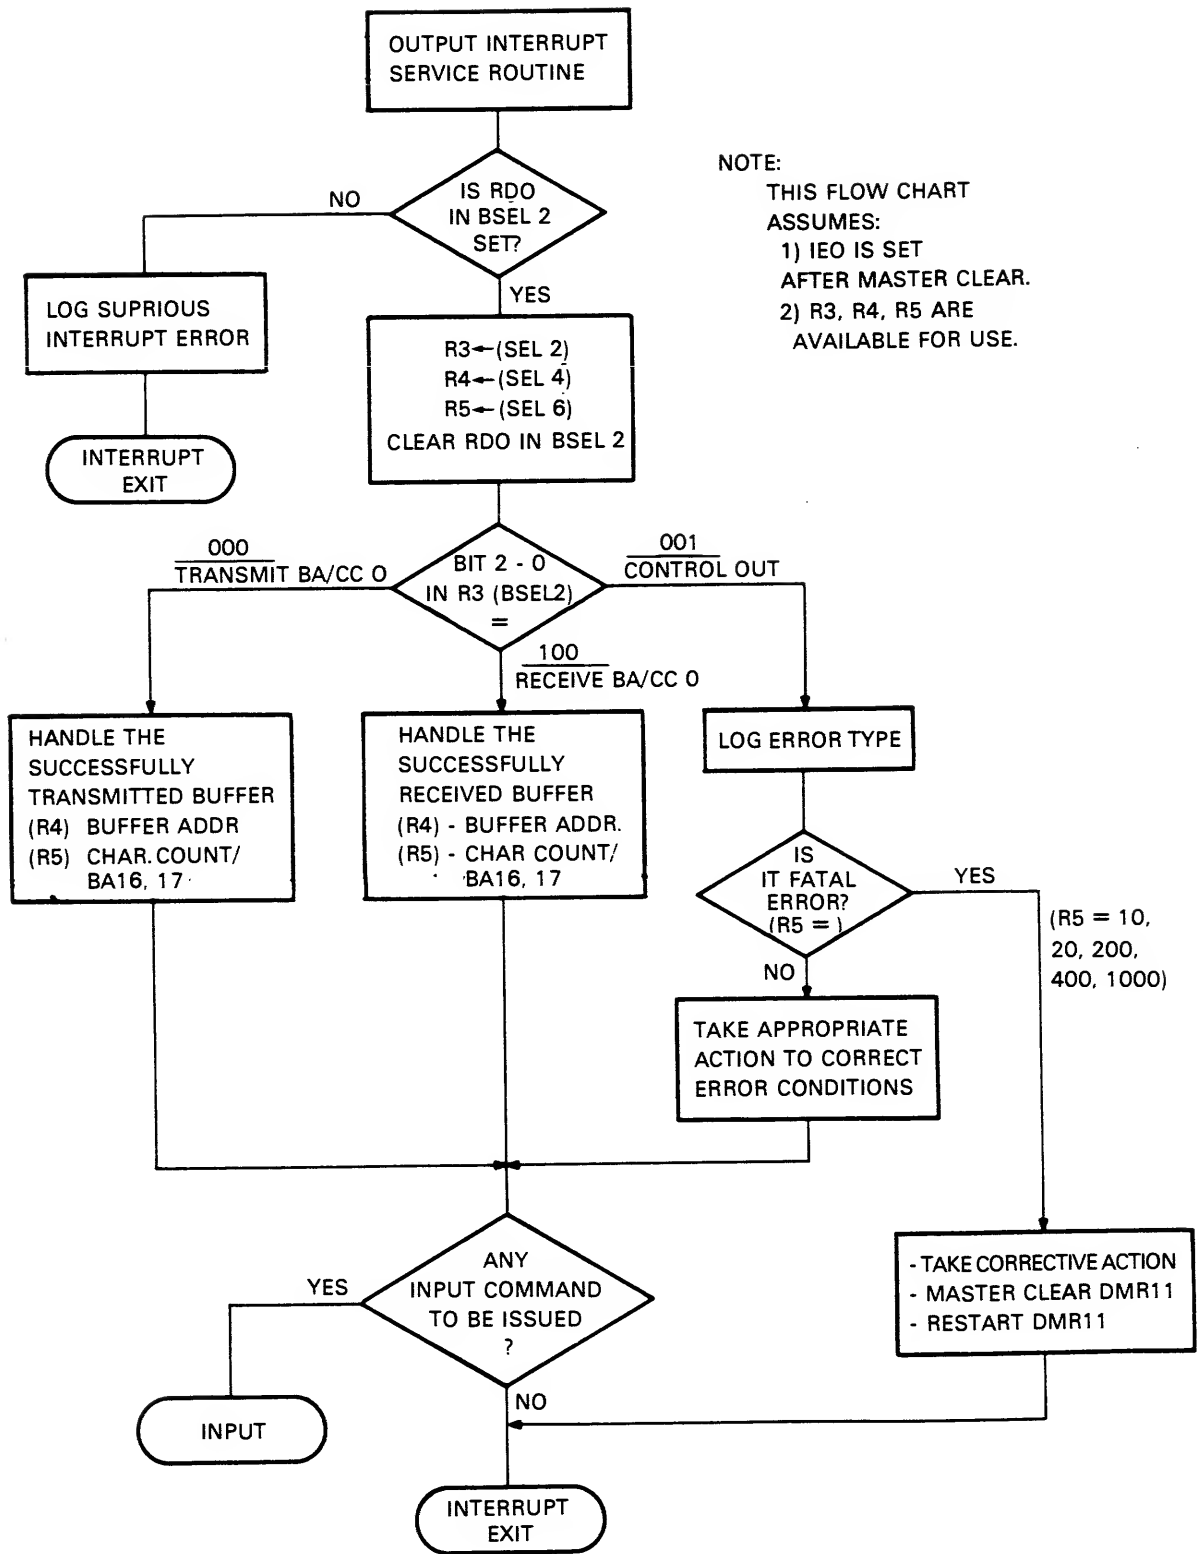 OUTPUT INTERRUPT
SERVICE ROUTINE
NOTE:
THIS FLOW CHART
ASSUMES:
1) IEO IS SET
AFTER MASTER CLEAR.
2) R3, R4, R5 ARE
AVAILABLE FOR USE.
IS RDO
IN BSEL 2
SET?
NO
YES
LOG SUPRIOUS
INTERRUPT ERROR
INTERRUPT
EXIT
R3←(SEL 2)
R4←(SEL 4)
R5←(SEL 6)
CLEAR RDO IN BSEL 2
BIT 2 - 0
IN R3 (BSEL2)
=
000
TRANSMIT BA/CC O
001
CONTROL OUT
100
RECEIVE BA/CC O
HANDLE THE
SUCCESSFULLY
TRANSMITTED BUFFER
(R4) BUFFER ADDR
(R5) CHAR. COUNT/
BA16, 17
HANDLE THE
SUCCESSFULLY
RECEIVED BUFFER
(R4) - BUFFER ADDR.
(R5) - CHAR COUNT/
BA16, 17
LOG ERROR TYPE
IS
IT FATAL
ERROR?
(R5 = )
YES
(R5 = 10,
20, 200,
400, 1000)
NO
TAKE APPROPRIATE
ACTION TO CORRECT
ERROR CONDITIONS
- TAKE CORRECTIVE ACTION
- MASTER CLEAR DMR11
- RESTART DMR11
ANY
INPUT COMMAND
TO BE ISSUED
?
YES
NO
INPUT
INTERRUPT
EXIT